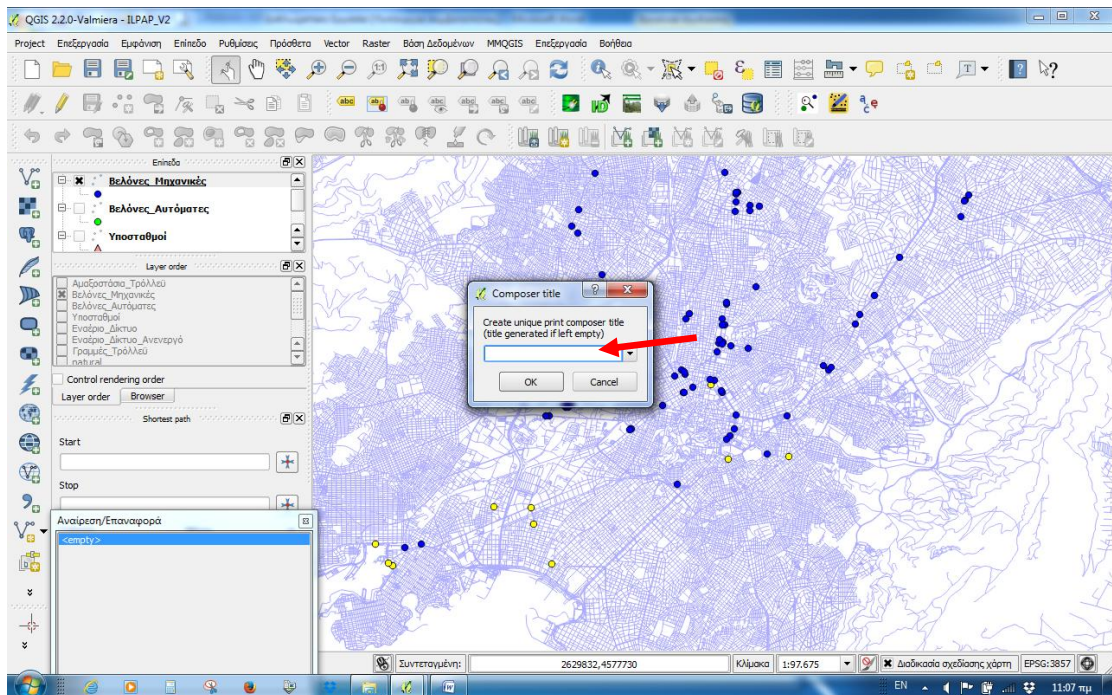 QGIS 2.2.0-Valmiera - ILPAP_V2
Project Επεξεργασία Εμφάνιση Επίπεδο Ρυθμίσεις Πρόσθετα Vector Raster Βάση Δεδομένων MMQGIS Επεξεργασία Βοήθεια
Επίπεδα
Βελόνες_Μηχανικές
Βελόνες_Αυτόματες
Υποσταθμοί
Layer order
Αμαξοστάσια_Τρόλλεϋ
Βελόνες_Μηχανικές
Βελόνες_Αυτόματες
Υποσταθμοί
Εναέριο_Δίκτυο
Εναέριο_Δίκτυο_Ανενεργό
Γραμμές_Τρόλλεϋ
natural
Control rendering order
Layer order Browser
Shortest path
Start
Stop
Αναίρεση/Επαναφορά
<empty>
Composer title
Create unique print composer title
(title generated if left empty)
OK Cancel
Συντεταγμένη: 2629832,4577730 Κλίμακα 1:97.675 Διαδικασία σχεδίασης χάρτη EPSG:3857
EN 11:07 πμ